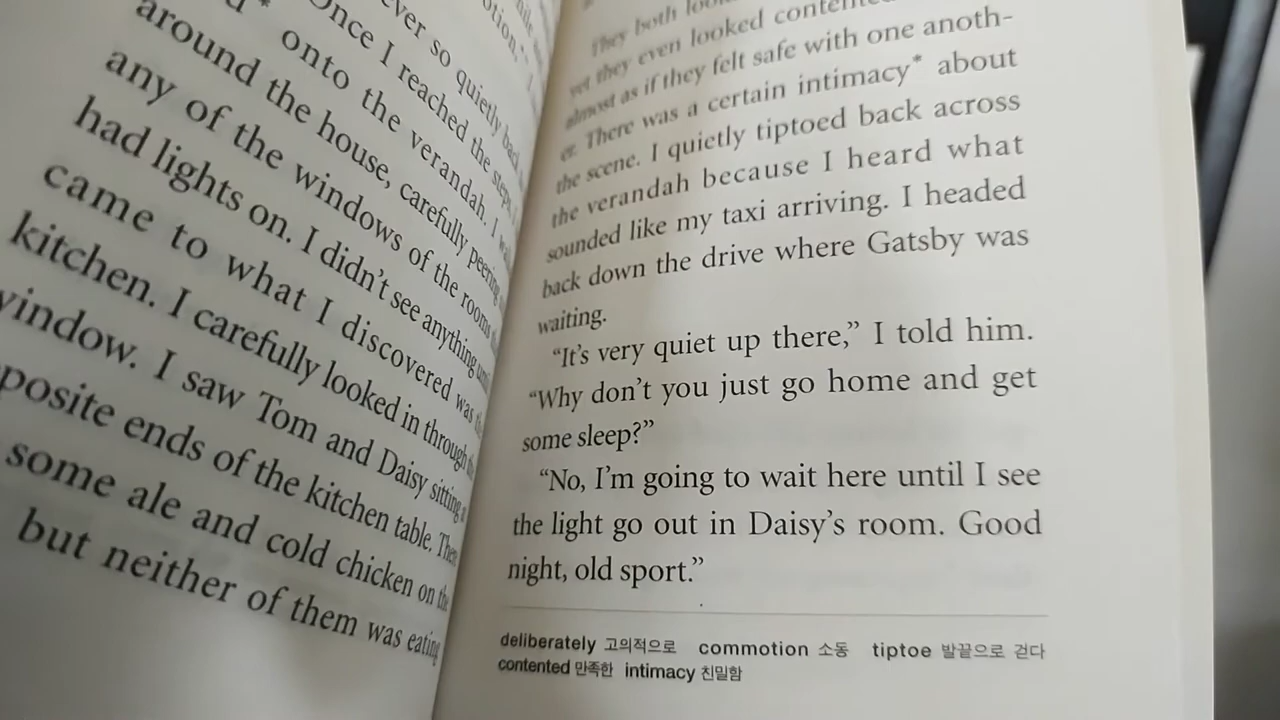 ever so quietly back
Once I reached the steps, I
onto the verandah. I
around the house, carefully peering
any of the windows of the rooms
had lights on. I didn't see anything
came to what I discovered was
kitchen. I carefully looked in through
window. I saw Tom and Daisy sitting
posite ends of the kitchen table.
some ale and cold chicken on the
but neither of them was eating
They both
yet they even looked contented
almost as if they felt safe with one anoth-
er. There was a certain intimacy* about
the scene. I quietly tiptoed back across
the verandah because I heard what
sounded like my taxi arriving. I headed
back down the drive where Gatsby was
waiting.
“It's very quiet up there,” I told him.
“Why don't you just go home and get
some sleep?”
“No, I'm going to wait here until I see
the light go out in Daisy's room. Good
night, old sport.”
deliberately 고의적으로 commotion 소동 tiptoe 발끝으로 걷다
contented 만족한 intimacy 친밀함